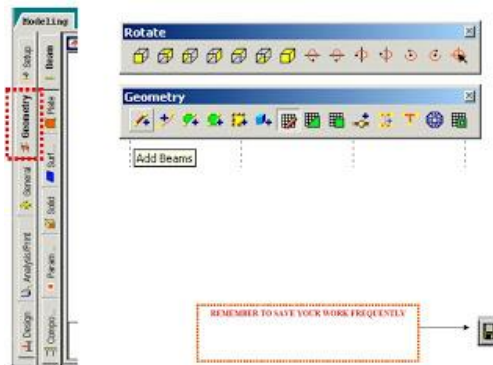 Modeling
Rotate
Setup
Beam
Geometry
Geometry
Plate
Add Beams
General
Surf...
Solid
Analysis/Print
Param...
Design
Compo...
REMEMBER TO SAVE YOUR WORK FREQUENTLY